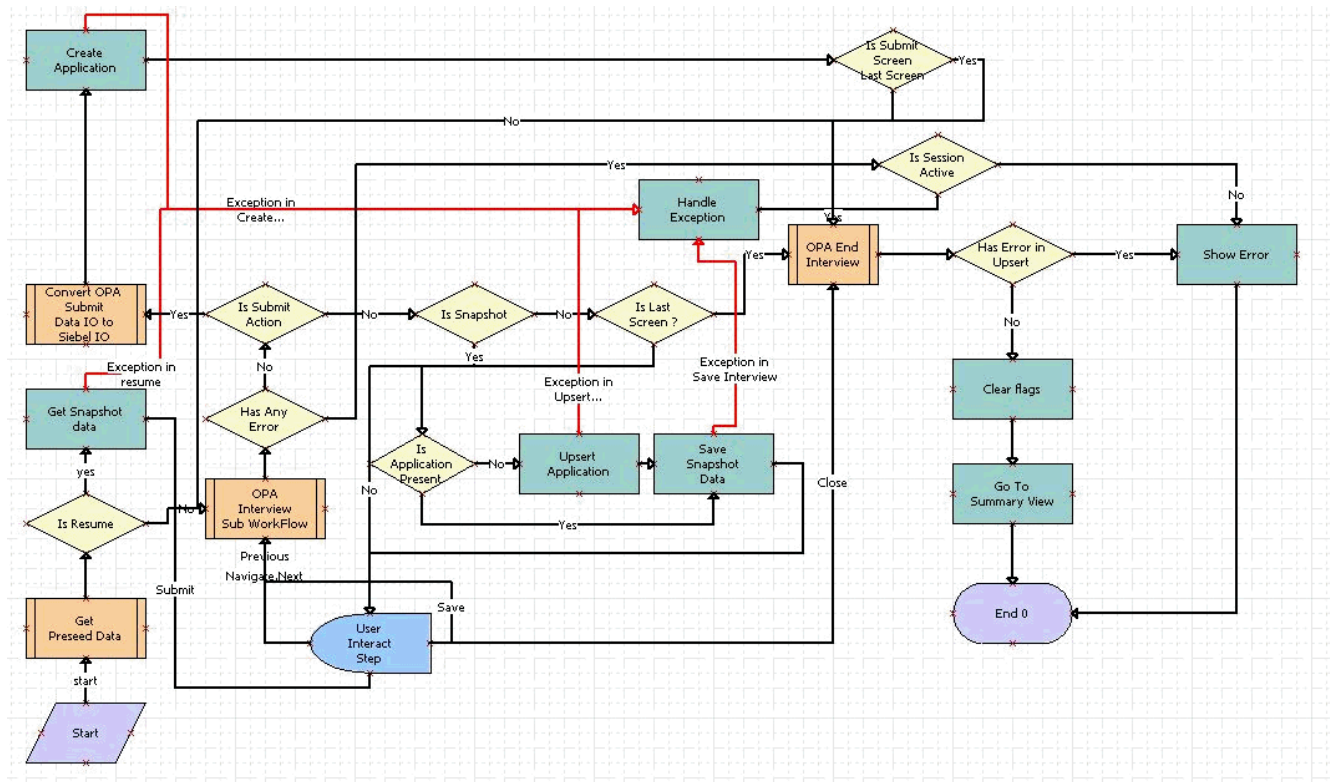 Create
Application
Is Submit
Screen
Last Screen
Yes
No
Yes
Is Session
Active
Exception in
Create...
Handle
Exception
Yes
No
OPA End
Interview
Has Error in
Upsert
Yes
Show Error
Convert OPA
Submit
Data IO to
Siebel IO
Yes
Is Submit
Action
No
Is Snapshot
No
Is Last
Screen ?
Yes
No
Yes
No
Exception in
resume
Exception in
Upsert...
Exception in
Save Interview
Get Snapshot
data
Has Any
Error
Clear flags
Is
Application
Present
No
Upsert
Application
Save
Snapshot
Data
yes
No
Close
Is Resume
No
OPA
Interview
Sub WorkFlow
Yes
Go To
Summary View
Previous
Navigate.Next
Submit
Save
Get
Preseed Data
User
Interact
Step
End 0
start
Start